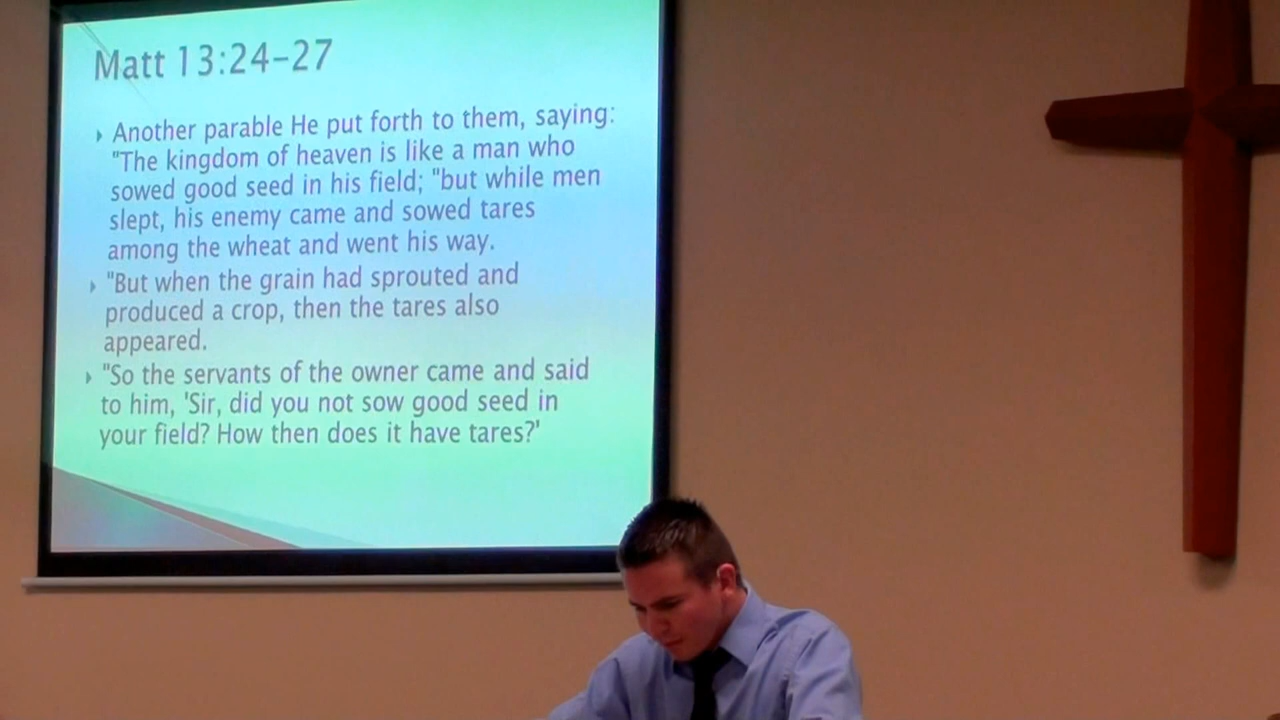 Matt 13:24-27
Another parable He put forth to them, saying:
"The kingdom of heaven is like a man who
sowed good seed in his field; "but while men
slept, his enemy came and sowed tares
among the wheat and went his way.
"But when the grain had sprouted and
produced a crop, then the tares also
appeared.
"So the servants of the owner came and said
to him, 'Sir, did you not sow good seed in
your field? How then does it have tares?'